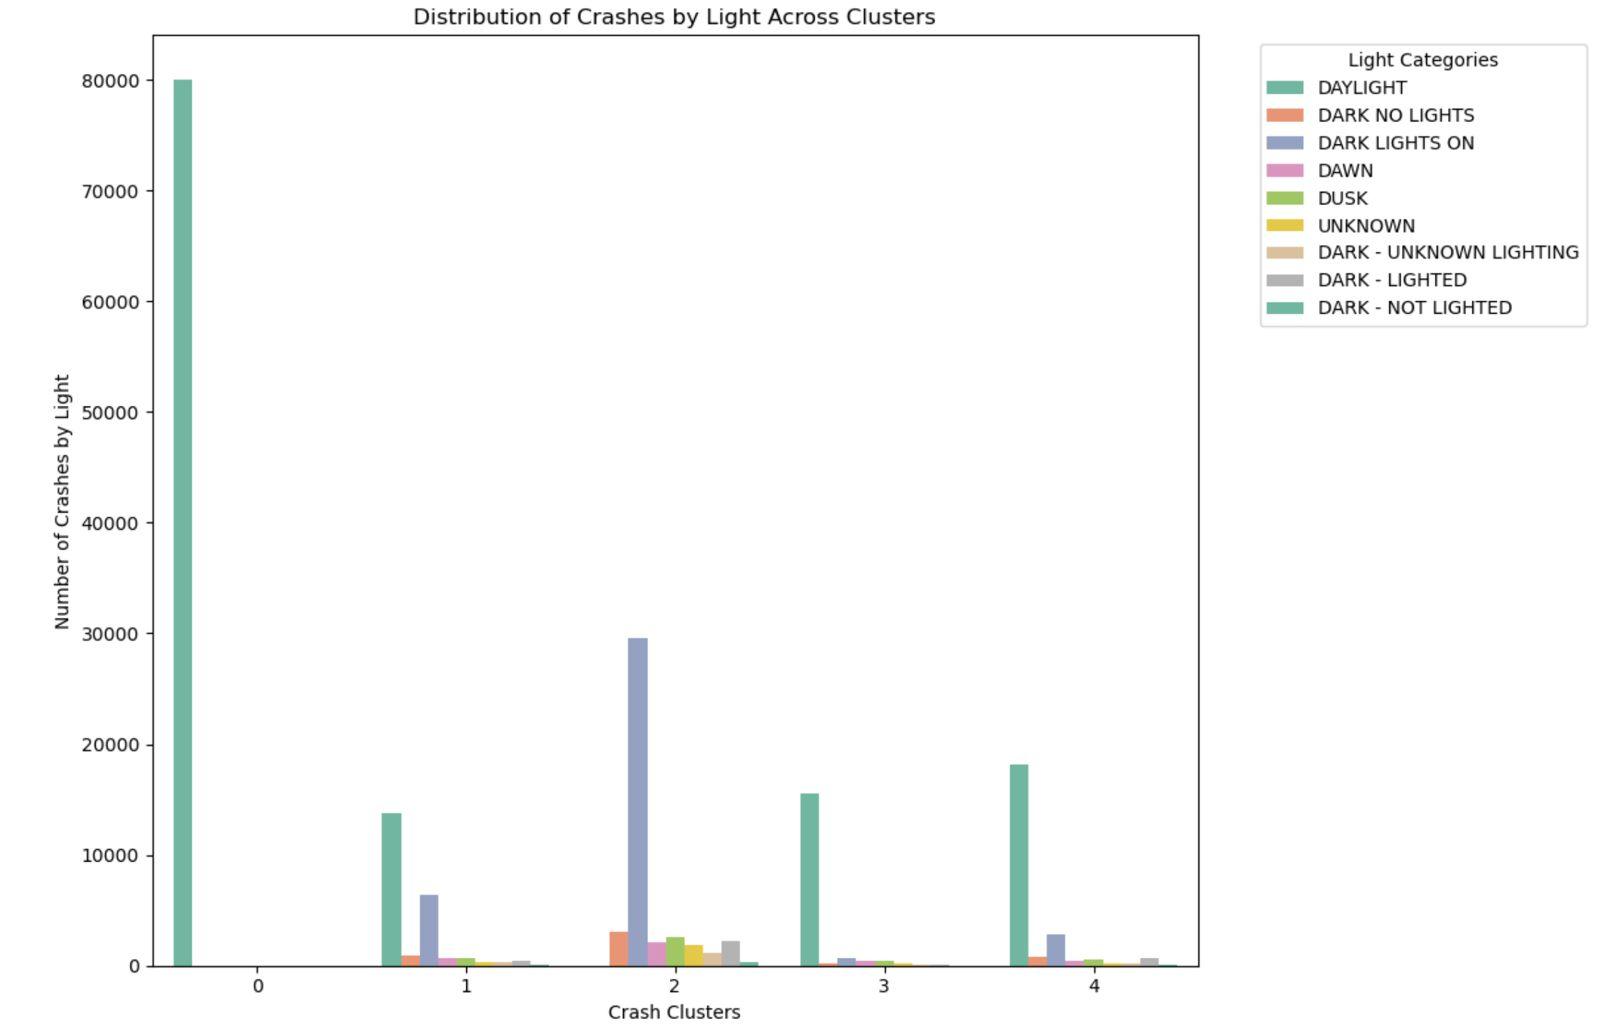 Distribution of Crashes by Light Across Clusters
Light Categories
DAYLIGHT
DARK NO LIGHTS
DARK LIGHTS ON
DAWN
DUSK
UNKNOWN
DARK - UNKNOWN LIGHTING
DARK - LIGHTED
DARK - NOT LIGHTED
Number of Crashes by Light
80000
70000
60000
50000
40000
30000
20000
10000
0
0 1 2 3 4
Crash Clusters